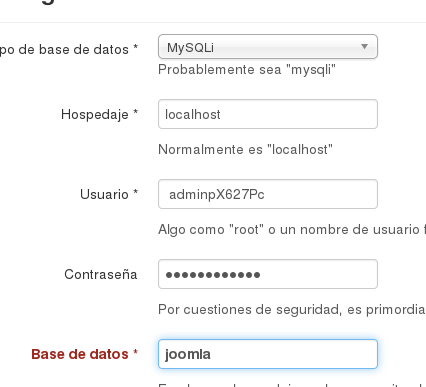 po de base de datos *
MySQLi
Probablemente sea "mysqli"
Hospedaje *
localhost
Normalmente es "localhost"
Usuario *
adminpX627Pc
Algo como "root" o un nombre de usuario
Contraseña
••••••••••••
Por cuestiones de seguridad, es primordia
Base de datos *
joomla